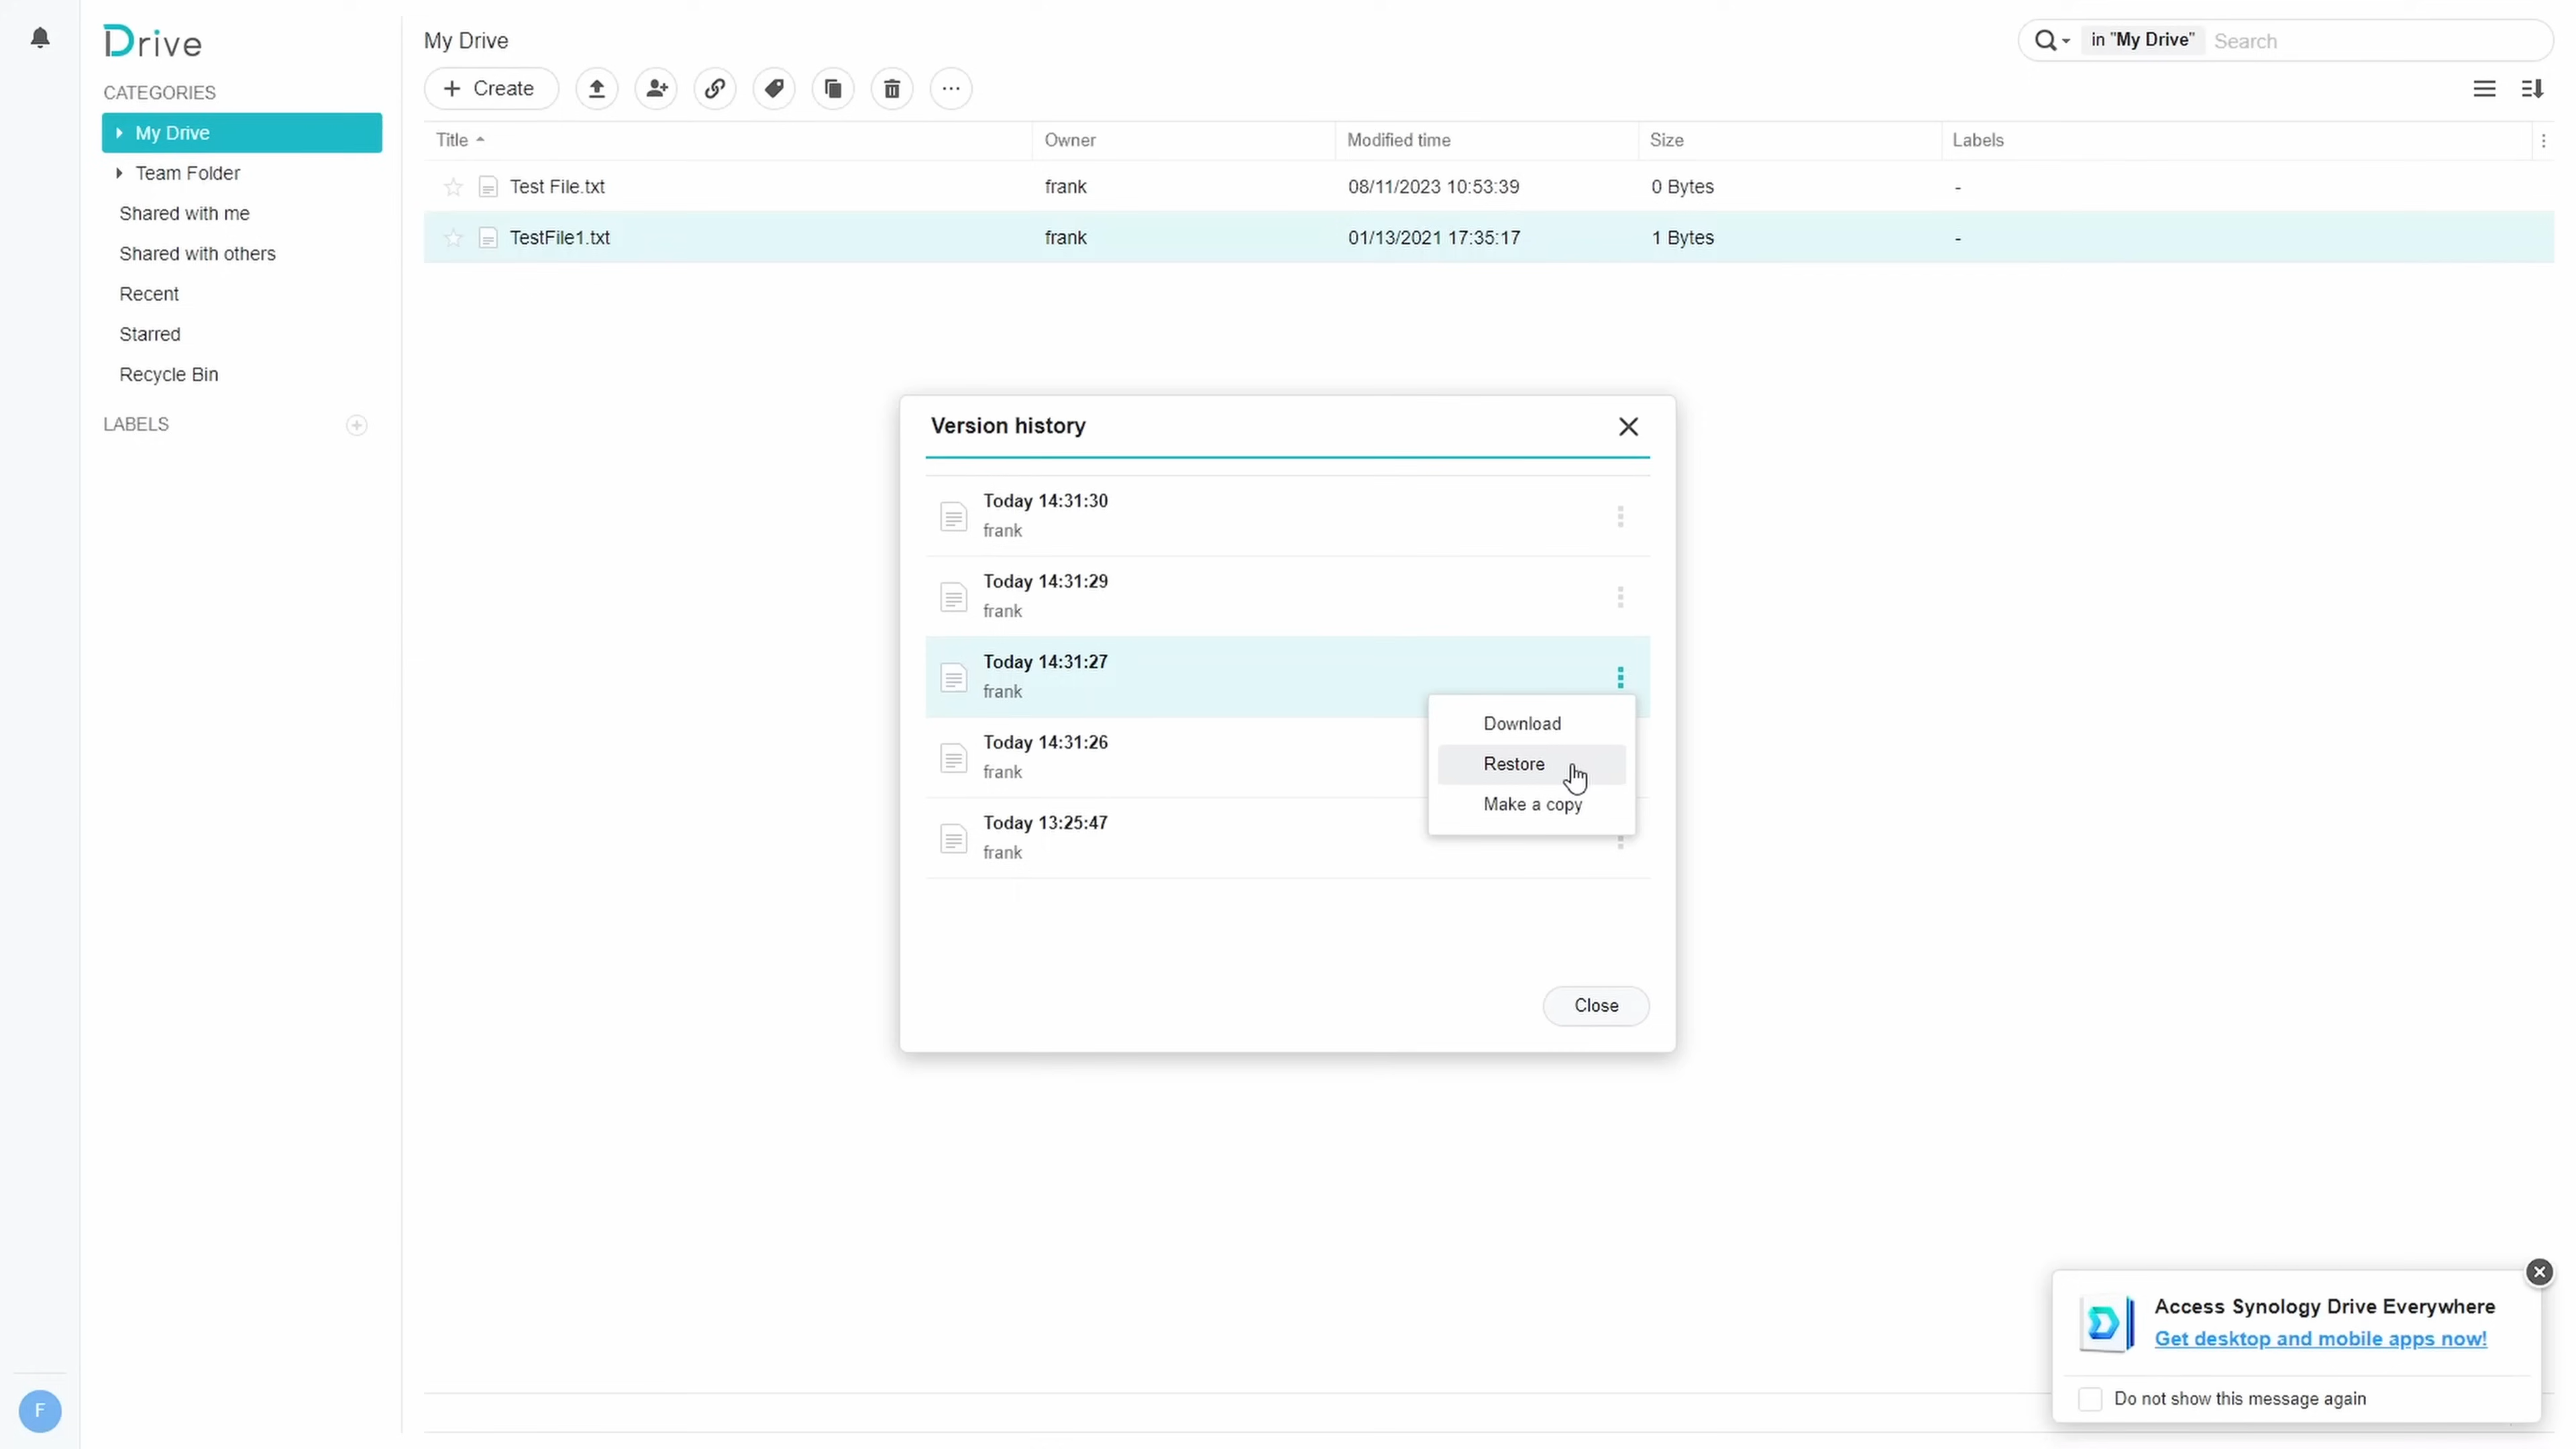 Drive
CATEGORIES
My Drive
Team Folder
Shared with me
Shared with others
Recent
Starred
Recycle Bin
LABELS
F
My Drive
in "My Drive" Search
+ Create
Title Owner Modified time Size Labels
Test File.txt frank 08/11/2023 10:53:39 0 Bytes -
TestFile1.txt frank 01/13/2021 17:35:17 1 Bytes -
Version history
Today 14:31:30
frank
Today 14:31:29
frank
Today 14:31:27
frank
Today 14:31:26
frank
Today 13:25:47
frank
Download
Restore
Make a copy
Close
Access Synology Drive Everywhere
Get desktop and mobile apps now!
Do not show this message again